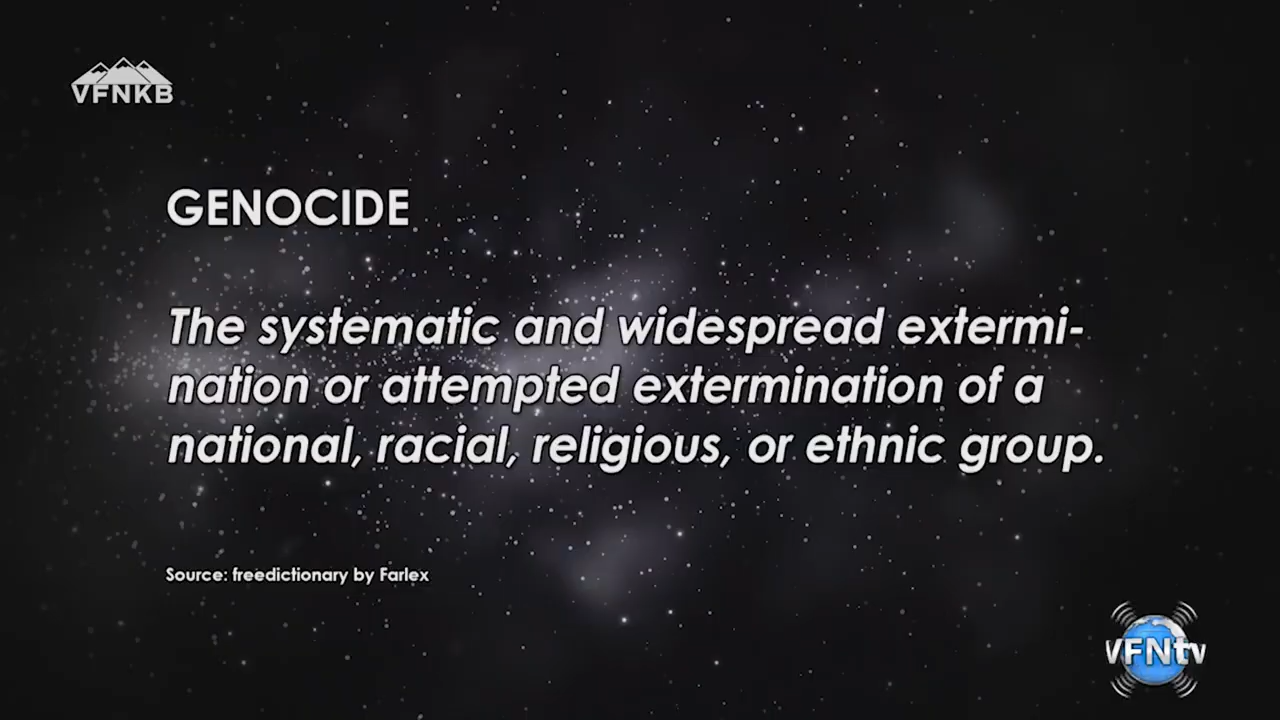 VFNKB
GENOCIDE
The systematic and widespread extermi-
nation or attempted extermination of a
national, racial, religious, or ethnic group.
Source: freedictionary by Farlex
VFNtv